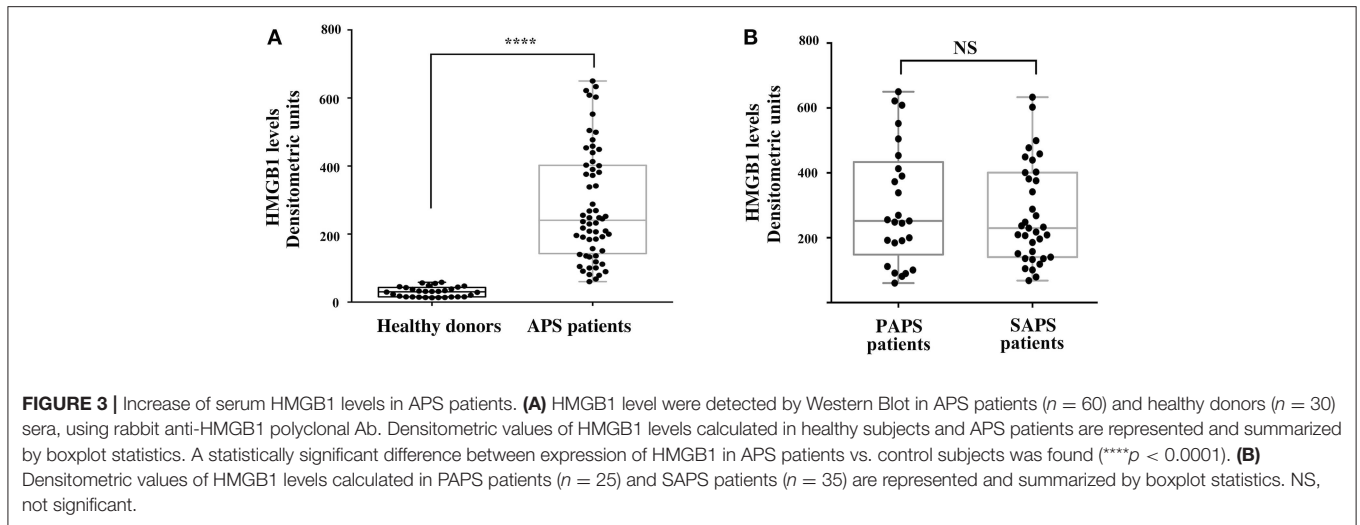 A
800
600
400
200
0
HMGB1 levels
Densitometric units
****
Healthy donors
APS patients
B
800
600
400
200
0
HMGB1 levels
Densitometric units
NS
PAPS
patients
SAPS
patients
FIGURE 3 | Increase of serum HMGB1 levels in APS patients. (A) HMGB1 level were detected by Western Blot in APS patients (n = 60) and healthy donors (n = 30)
sera, using rabbit anti-HMGB1 polyclonal Ab. Densitometric values of HMGB1 levels calculated in healthy subjects and APS patients are represented and summarized
by boxplot statistics. A statistically significant difference between expression of HMGB1 in APS patients vs. control subjects was found (****p < 0.0001). (B)
Densitometric values of HMGB1 levels calculated in PAPS patients (n = 25) and SAPS patients (n = 35) are represented and summarized by boxplot statistics. NS,
not significant.